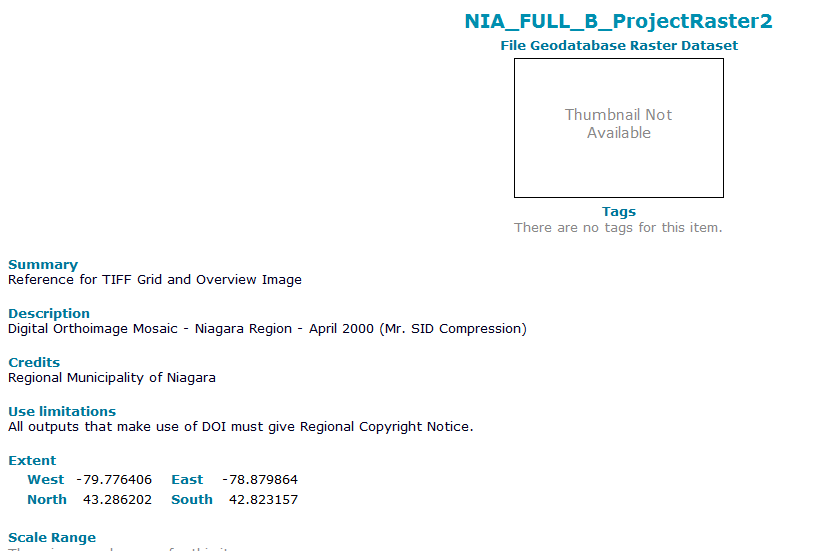 NIA_FULL_B_ProjectRaster2
File Geodatabase Raster Dataset
Thumbnail Not
Available
Tags
There are no tags for this item.
Summary
Reference for TIFF Grid and Overview Image
Description
Digital Orthoimage Mosaic - Niagara Region - April 2000 (Mr. SID Compression)
Credits
Regional Municipality of Niagara
Use limitations
All outputs that make use of DOI must give Regional Copyright Notice.
Extent
West -79.776406 East -78.879864
North 43.286202 South 42.823157
Scale Range